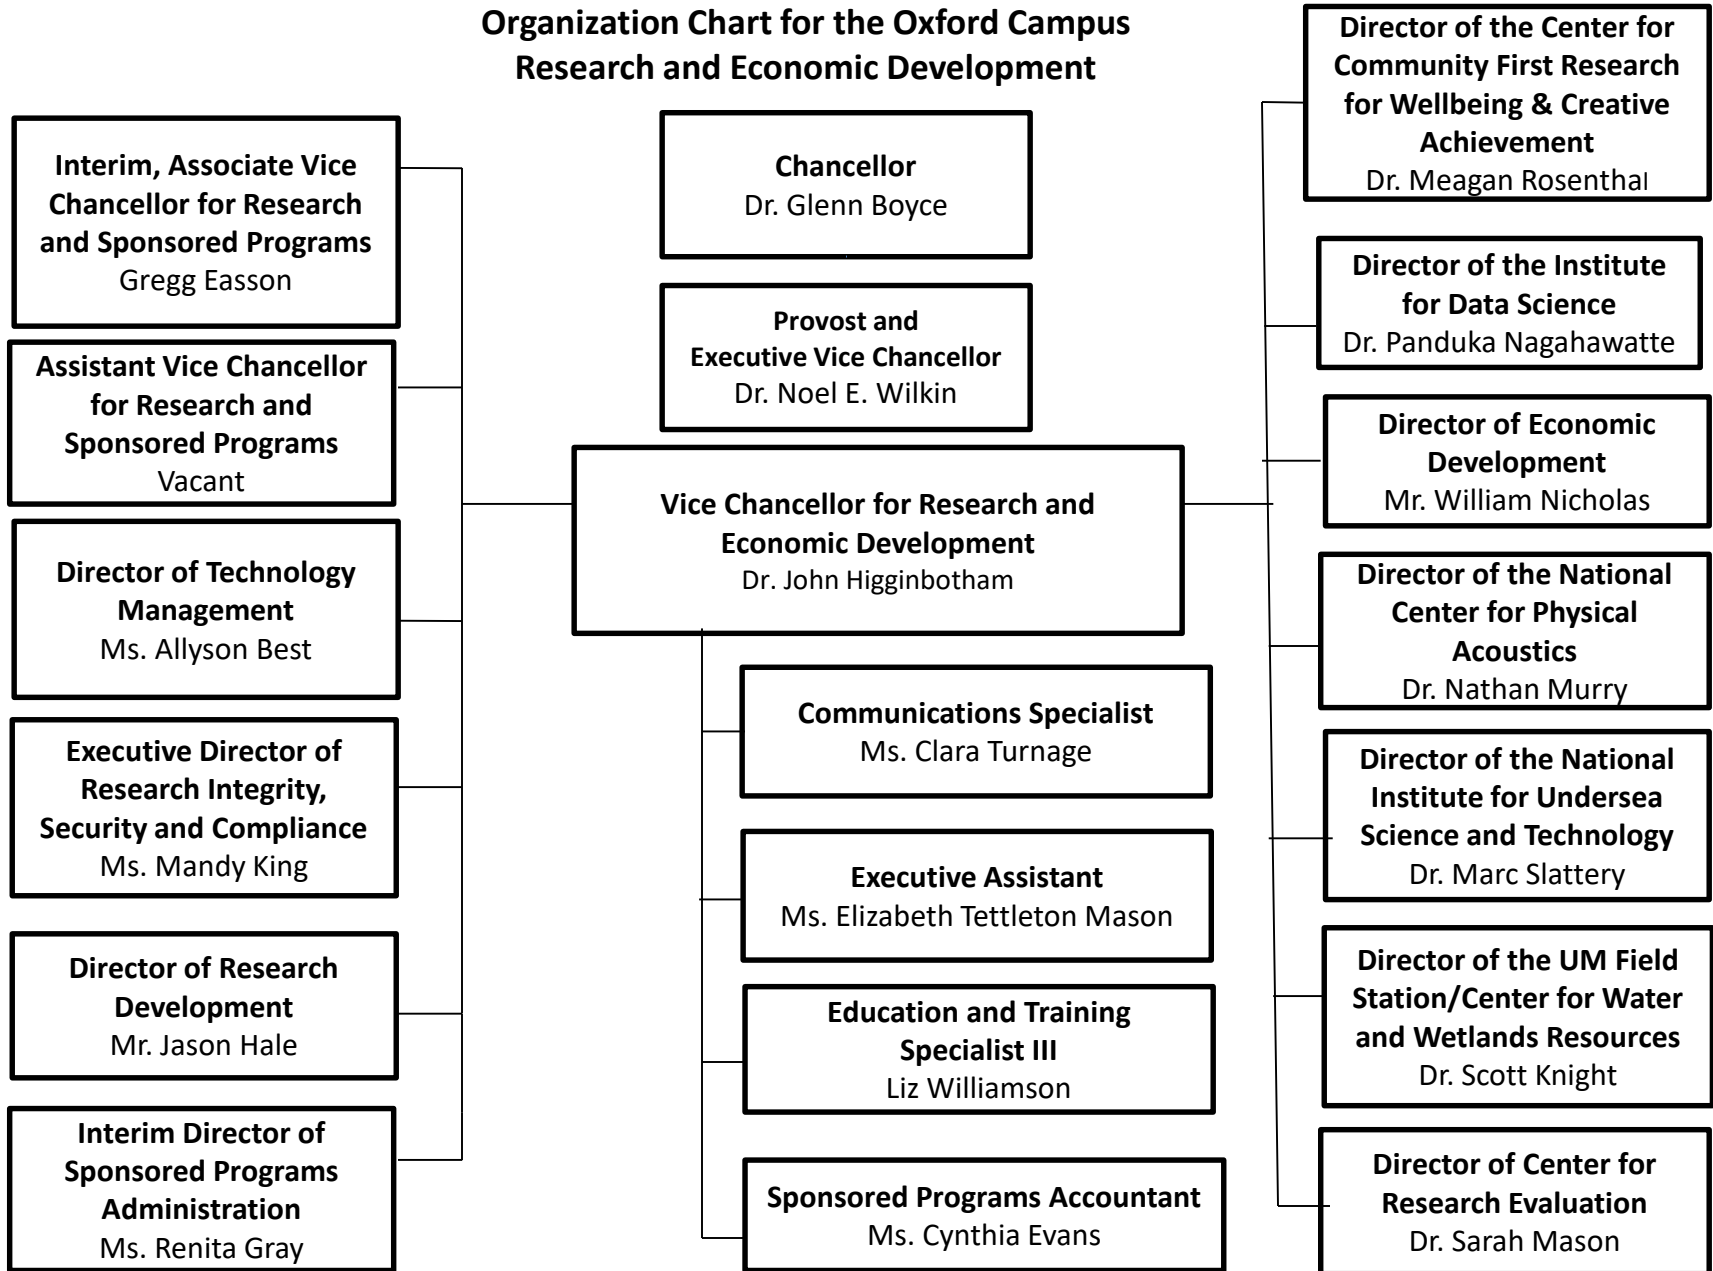 Organization Chart for the Oxford Campus
Research and Economic Development
Interim, Associate Vice
Chancellor for Research
and Sponsored Programs
Gregg Easson
Assistant Vice Chancellor
for Research and
Sponsored Programs
Vacant
Director of Technology
Management
Ms. Allyson Best
Executive Director of
Research Integrity,
Security and Compliance
Ms. Mandy King
Director of Research
Development
Mr. Jason Hale
Interim Director of
Sponsored Programs
Administration
Ms. Renita Gray
Chancellor
Dr. Glenn Boyce
Provost and
Executive Vice Chancellor
Dr. Noel E. Wilkin
Vice Chancellor for Research and
Economic Development
Dr. John Higginbotham
Communications Specialist
Ms. Clara Turnage
Executive Assistant
Ms. Elizabeth Tettleton Mason
Education and Training
Specialist III
Liz Williamson
Sponsored Programs Accountant
Ms. Cynthia Evans
Director of the Center for
Community First Research
for Wellbeing & Creative
Achievement
Dr. Meagan Rosenthal
Director of the Institute
for Data Science
Dr. Panduka Nagahawatte
Director of Economic
Development
Mr. William Nicholas
Director of the National
Center for Physical
Acoustics
Dr. Nathan Murry
Director of the National
Institute for Undersea
Science and Technology
Dr. Marc Slattery
Director of the UM Field
Station/Center for Water
and Wetlands Resources
Dr. Scott Knight
Director of Center for
Research Evaluation
Dr. Sarah Mason